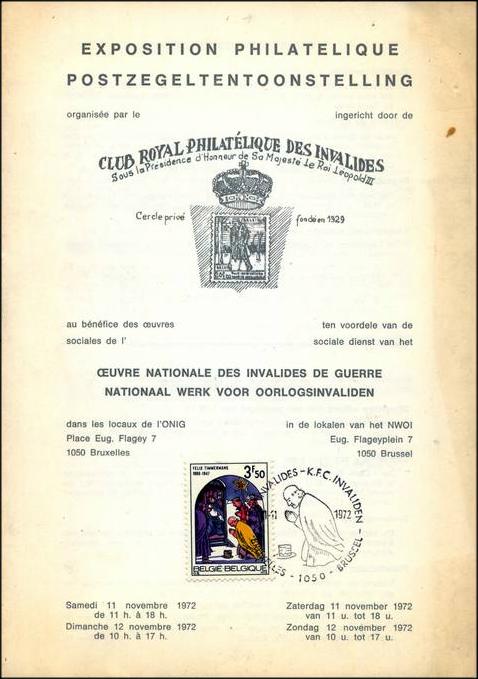 EXPOSITION PHILATELIQUE
POSTZEGELTENTOONSTELLING
organisée par le
ingericht door de
CLUB ROYAL PHILATÉLIQUE DES INVALIDES
Sous la Présidence d'Honneur de Sa Majesté Le Roi Leopold III
Cercle privé
fondé en 1929
au bénéfice des œuvres
sociales de l'
ten voordele van de
sociale dienst van het
ŒUVRE NATIONALE DES INVALIDES DE GUERRE
NATIONAAL WERK VOOR OORLOGSINVALIDEN
dans les locaux de l'ONIG
Place Eug. Flagey 7
1050 Bruxelles
in de lokalen van het NWOI
Eug. Flageyplein 7
1050 Brussel
FELIX TIMMERMANS
1886-1947
3F50
BELGIË-BELGIQUE
VALIDES - K.F.C. INVALIDEN
1972
- 1050 - BRUSSEL -
Samedi 11 novembre 1972
de 11 h. à 18 h.
Dimanche 12 novembre 1972
de 10 h. à 17 h.
Zaterdag 11 november 1972
van 11 u. tot 18 u.
Zondag 12 november 1972
van 10 u. tot 17 u.